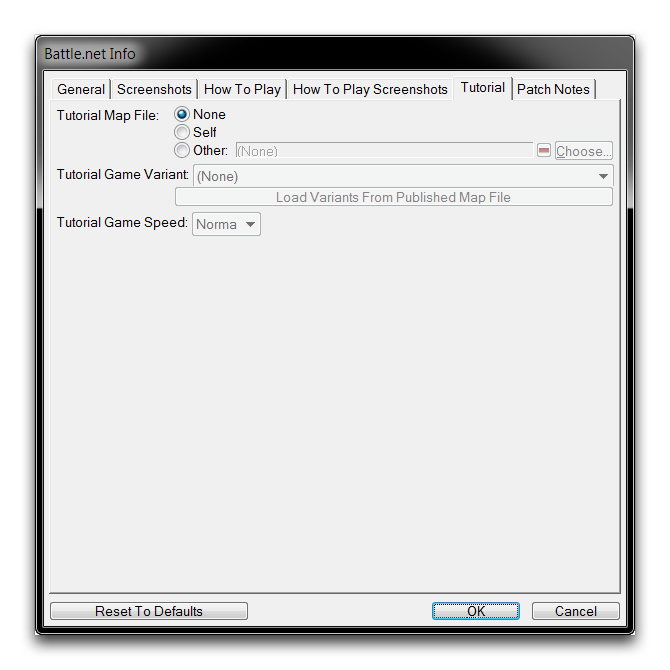 Battle.net Info
General Screenshots How To Play How To Play Screenshots Tutorial Patch Notes
Tutorial Map File: None
Self
Other: (None) Choose...
Tutorial Game Variant: (None)
Load Variants From Published Map File
Tutorial Game Speed: Norma
Reset To Defaults OK Cancel